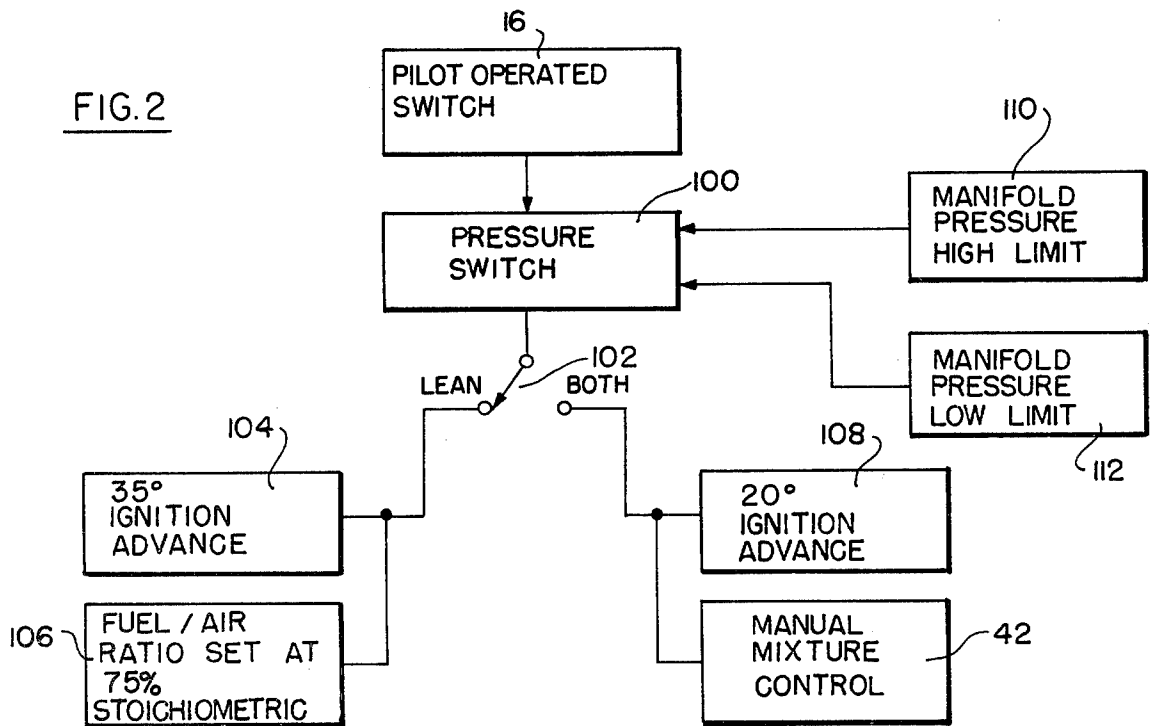 FIG. 2
16
PILOT OPERATED
SWITCH
100
PRESSURE
SWITCH
110
MANIFOLD
PRESSURE
HIGH LIMIT
MANIFOLD
PRESSURE
LOW LIMIT
112
LEAN
102
BOTH
104
35°
IGNITION
ADVANCE
106
FUEL / AIR
RATIO SET AT
75%
STOICHIOMETRIC
108
20°
IGNITION
ADVANCE
MANUAL
MIXTURE
CONTROL
42